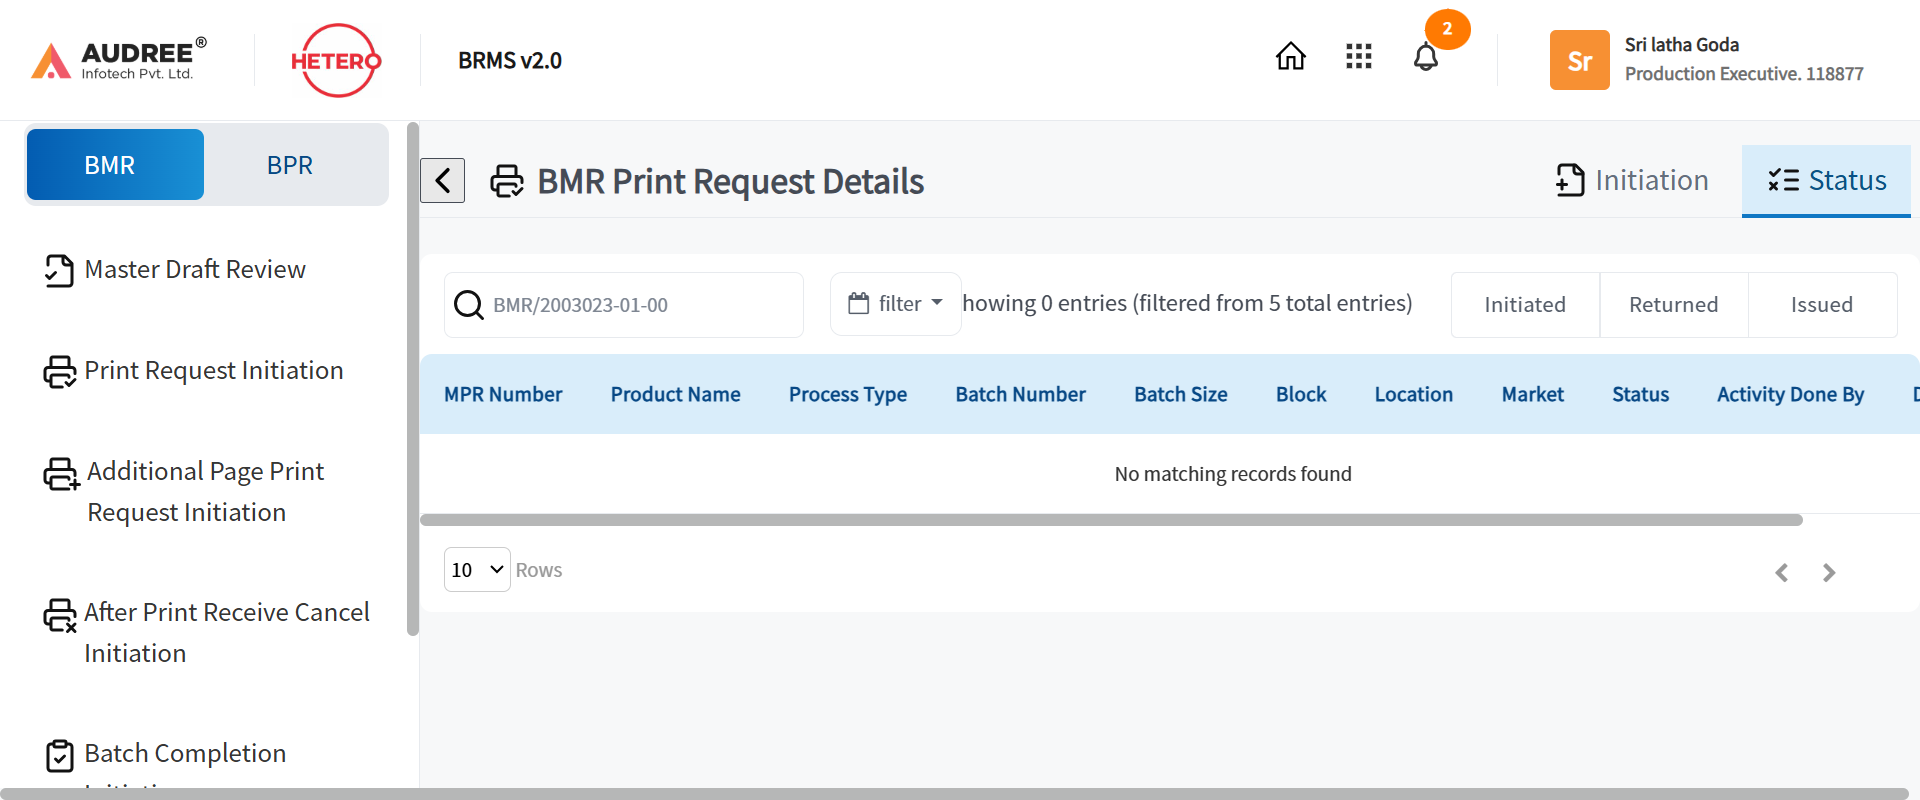 AUDREE®
Infotech Pvt. Ltd.
HETERO
BRMS v2.0
2
Sr
Sri latha Goda
Production Executive. 118877
BMR
BPR
Master Draft Review
Print Request Initiation
Additional Page Print
Request Initiation
After Print Receive Cancel
Initiation
Batch Completion
BMR Print Request Details
Initiation
Status
BMR/2003023-01-00
filter
howing 0 entries (filtered from 5 total entries)
Initiated
Returned
Issued
MPR Number Product Name Process Type Batch Number Batch Size Block Location Market Status Activity Done By
No matching records found
10 Rows